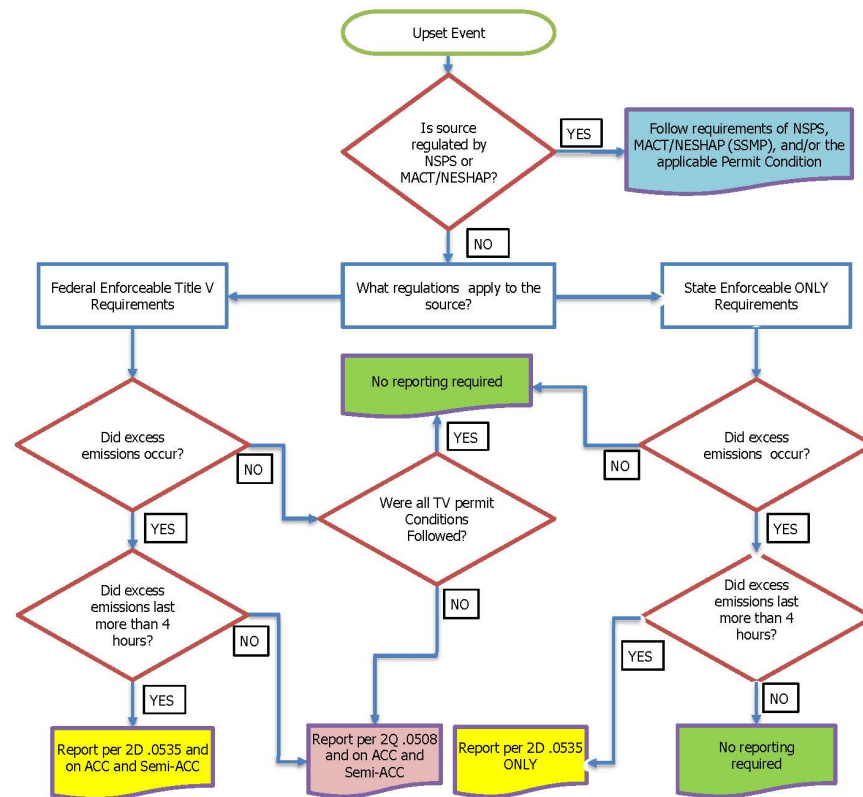 Upset Event
Is source
regulated by
NSPS or
MACT/NESHAP?
YES
Follow requirements of NSPS,
MACT/NESHAP (SSMP), and/or the
applicable Permit Condition
NO
Federal Enforceable Title V
Requirements
What regulations apply to the
source?
State Enforceable ONLY
Requirements
No reporting required
Did excess
emissions occur?
NO
YES
Were all TV permit
Conditions
Followed?
Did excess
emissions occur?
NO
YES
YES
Did excess
emissions last
more than 4
hours?
NO
NO
Did excess
emissions last
more than 4
hours?
YES
YES
NO
Report per 2D .0535 and
on ACC and Semi-ACC
Report per 2Q .0508
and on ACC and
Semi-ACC
Report per 2D .0535
ONLY
No reporting
required